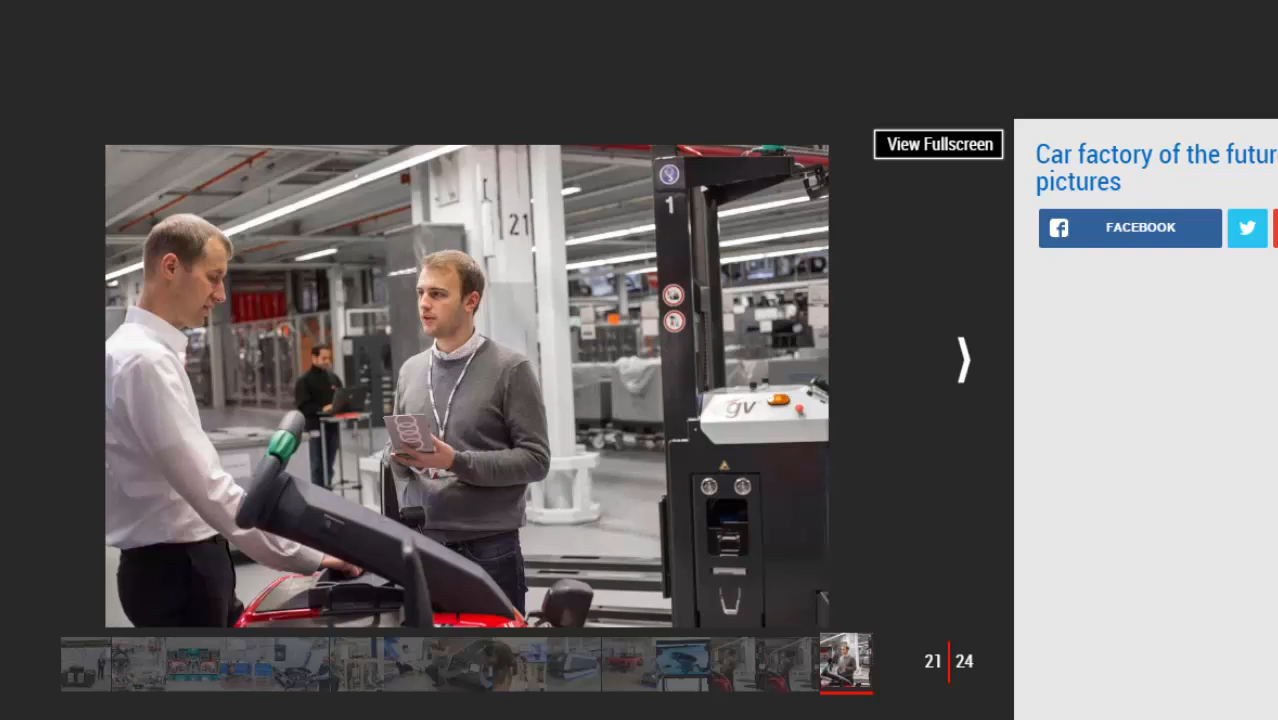 View Fullscreen
Car factory of the futur
pictures
FACEBOOK
21
1
gv
21 24